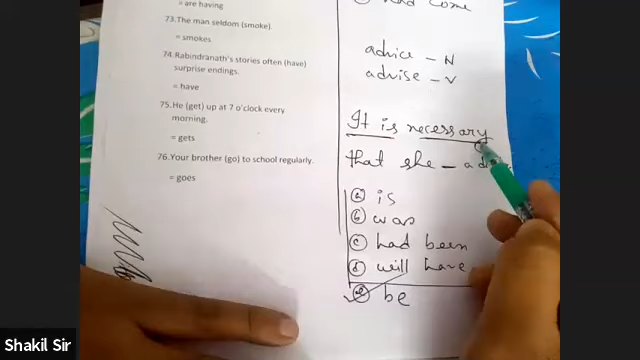 = are having
73.The man seldom (smoke).
= smokes
74.Rabindranath's stories often (have)
surprise endings.
= have
75.He (get) up at 7 o'clock every
morning.
= gets
76.Your brother (go) to school regularly.
= goes
had come
advice - N
advise - V
It is necessary
that she —
(a) is
(b) was
(c) had been
(d) will have
be
Shakil Sir